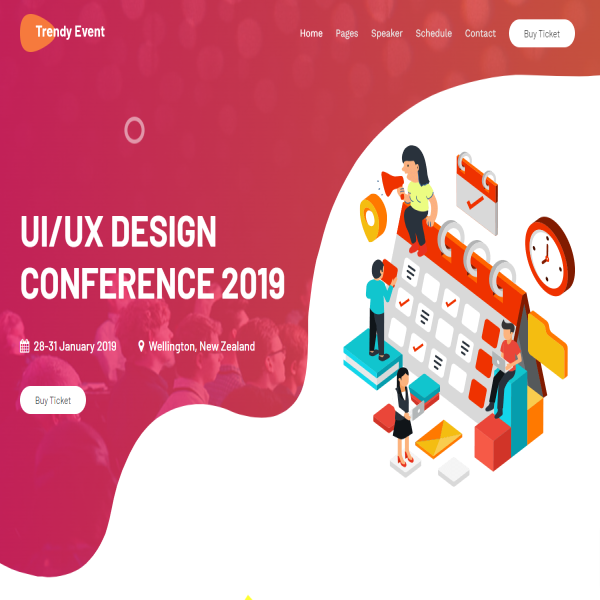 Trendy Event
Home Pages Speaker Schedule Contact Buy Ticket
UI/UX DESIGN
CONFERENCE 2019
28-31 January 2019 Wellington, New Zealand
Buy Ticket